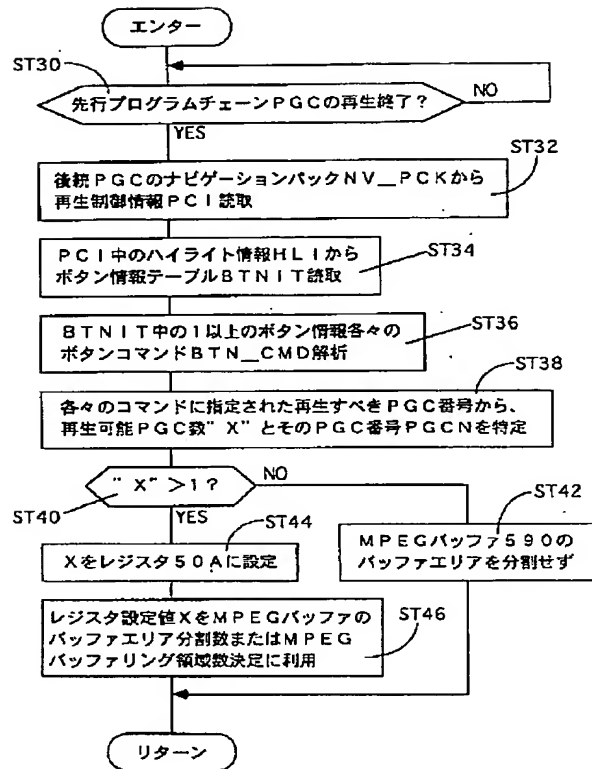 エンター
ST30
先行プログラムチェーンPGCの再生終了?
NO
YES
ST32
後続PGCのナビゲーションパックNV__PCKから
再生制御情報PCI読取
ST34
PCI中のハイライト情報HLIから
ボタン情報テーブルBTNIT読取
ST36
BTNIT中の1以上のボタン情報各々の
ボタンコマンドBTN__CMD解析
ST38
各々のコマンドに指定された再生すべきPGC番号から、
再生可能PGC数"X"とそのPGC番号PGCNを特定
"X">1?
NO
ST40
YES
ST42
MPEGバッファ590の
バッファエリアを分割せず
ST44
Xをレジスタ50Aに設定
ST46
レジスタ設定値XをMPEGバッファの
バッファエリア分割数またはMPEG
バッファリング領域数決定に利用
リターン